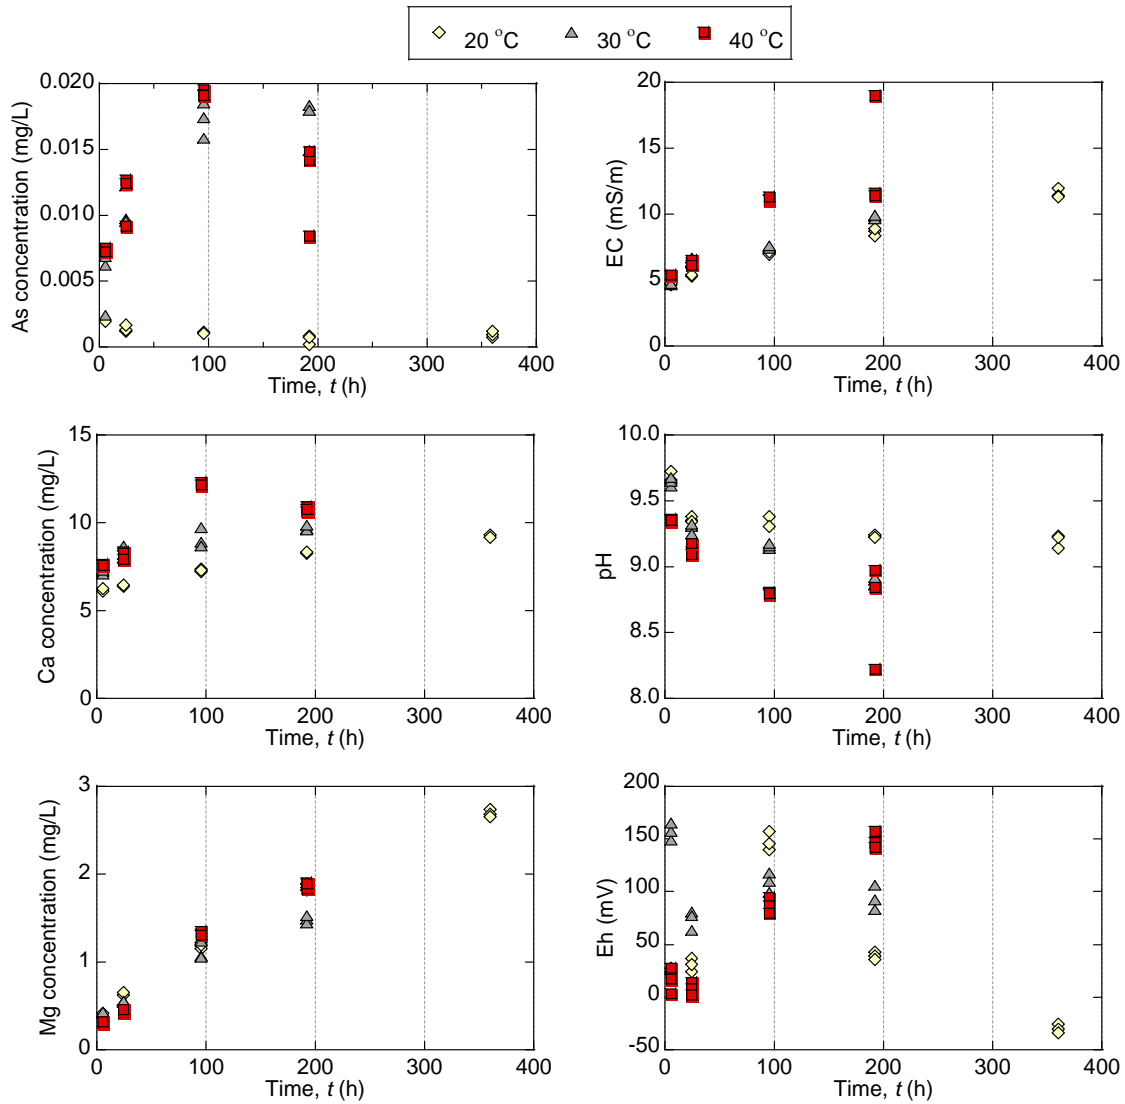 20 °C 30 °C 40 °C
As concentration (mg/L)
0.020
0.015
0.010
0.005
0
0 100 200 300 400
Time, t (h)
EC (mS/m)
20
15
10
5
0
0 100 200 300 400
Time, t (h)
Ca concentration (mg/L)
15
10
5
0
0 100 200 300 400
Time, t (h)
pH
10.0
9.5
9.0
8.5
8.0
0 100 200 300 400
Time, t (h)
Mg concentration (mg/L)
3
2
1
0
0 100 200 300 400
Time, t (h)
Eh (mV)
200
150
100
50
0
-50
0 100 200 300 400
Time, t (h)